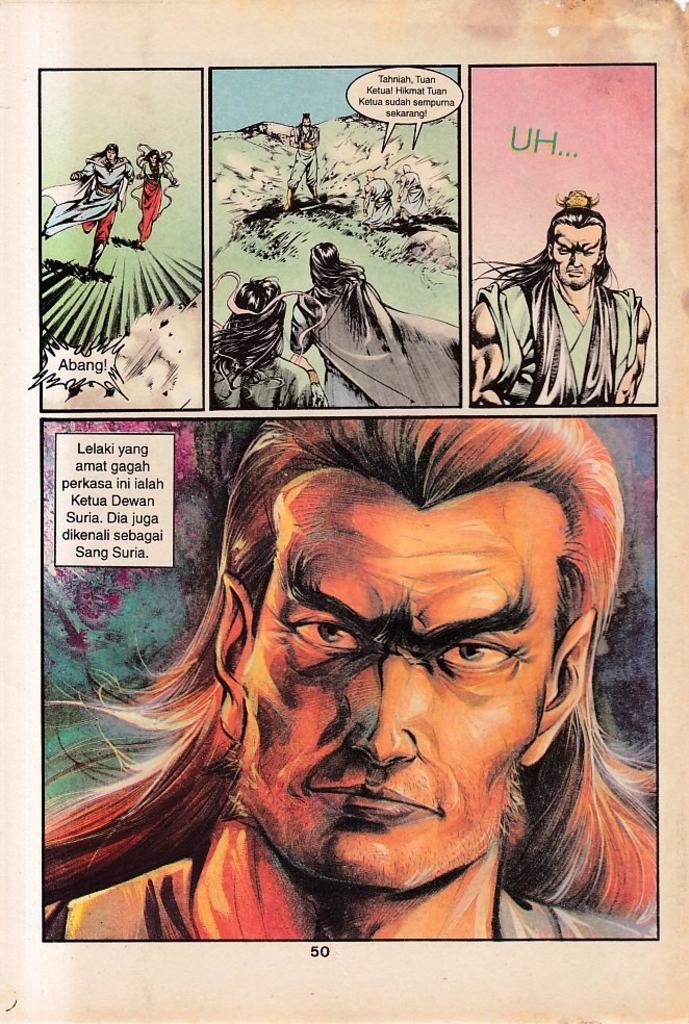 Abang!
Tahniah, Tuan
Ketua! Hikmat Tuan
Ketua sudah sempurna
sekarang!
UH...
Lelaki yang
amat gagah
perkasa ini ialah
Ketua Dewan
Suria. Dia juga
dikenali sebagai
Sang Suria.
50